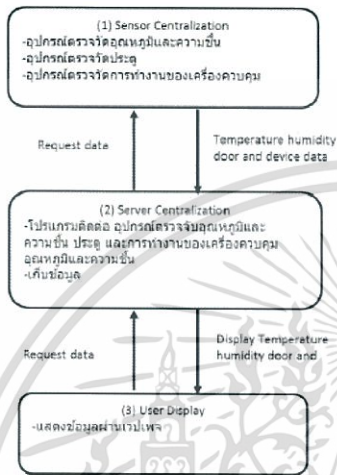 (1) Sensor Centralization
-อุปกรณ์ตรวจวัดอุณหภูมิและความชื้น
-อุปกรณ์ตรวจวัดประตู
-อุปกรณ์ตรวจวัดการทำงานของเครื่องควบคุม
Request data
Temperature humidity
door and device data
(2) Server Centralization
-โปรแกรมติดต่อ อุปกรณ์ตรวจจับอุณหภูมิและ
ความชื้น ประตู และการทำงานของเครื่องควบคุม
อุณหภูมิและความชื้น
-เก็บข้อมูล
Request data
Display Temperature
humidity door and
(3) User Display
-แสดงข้อมูลผ่านเวปเพจ